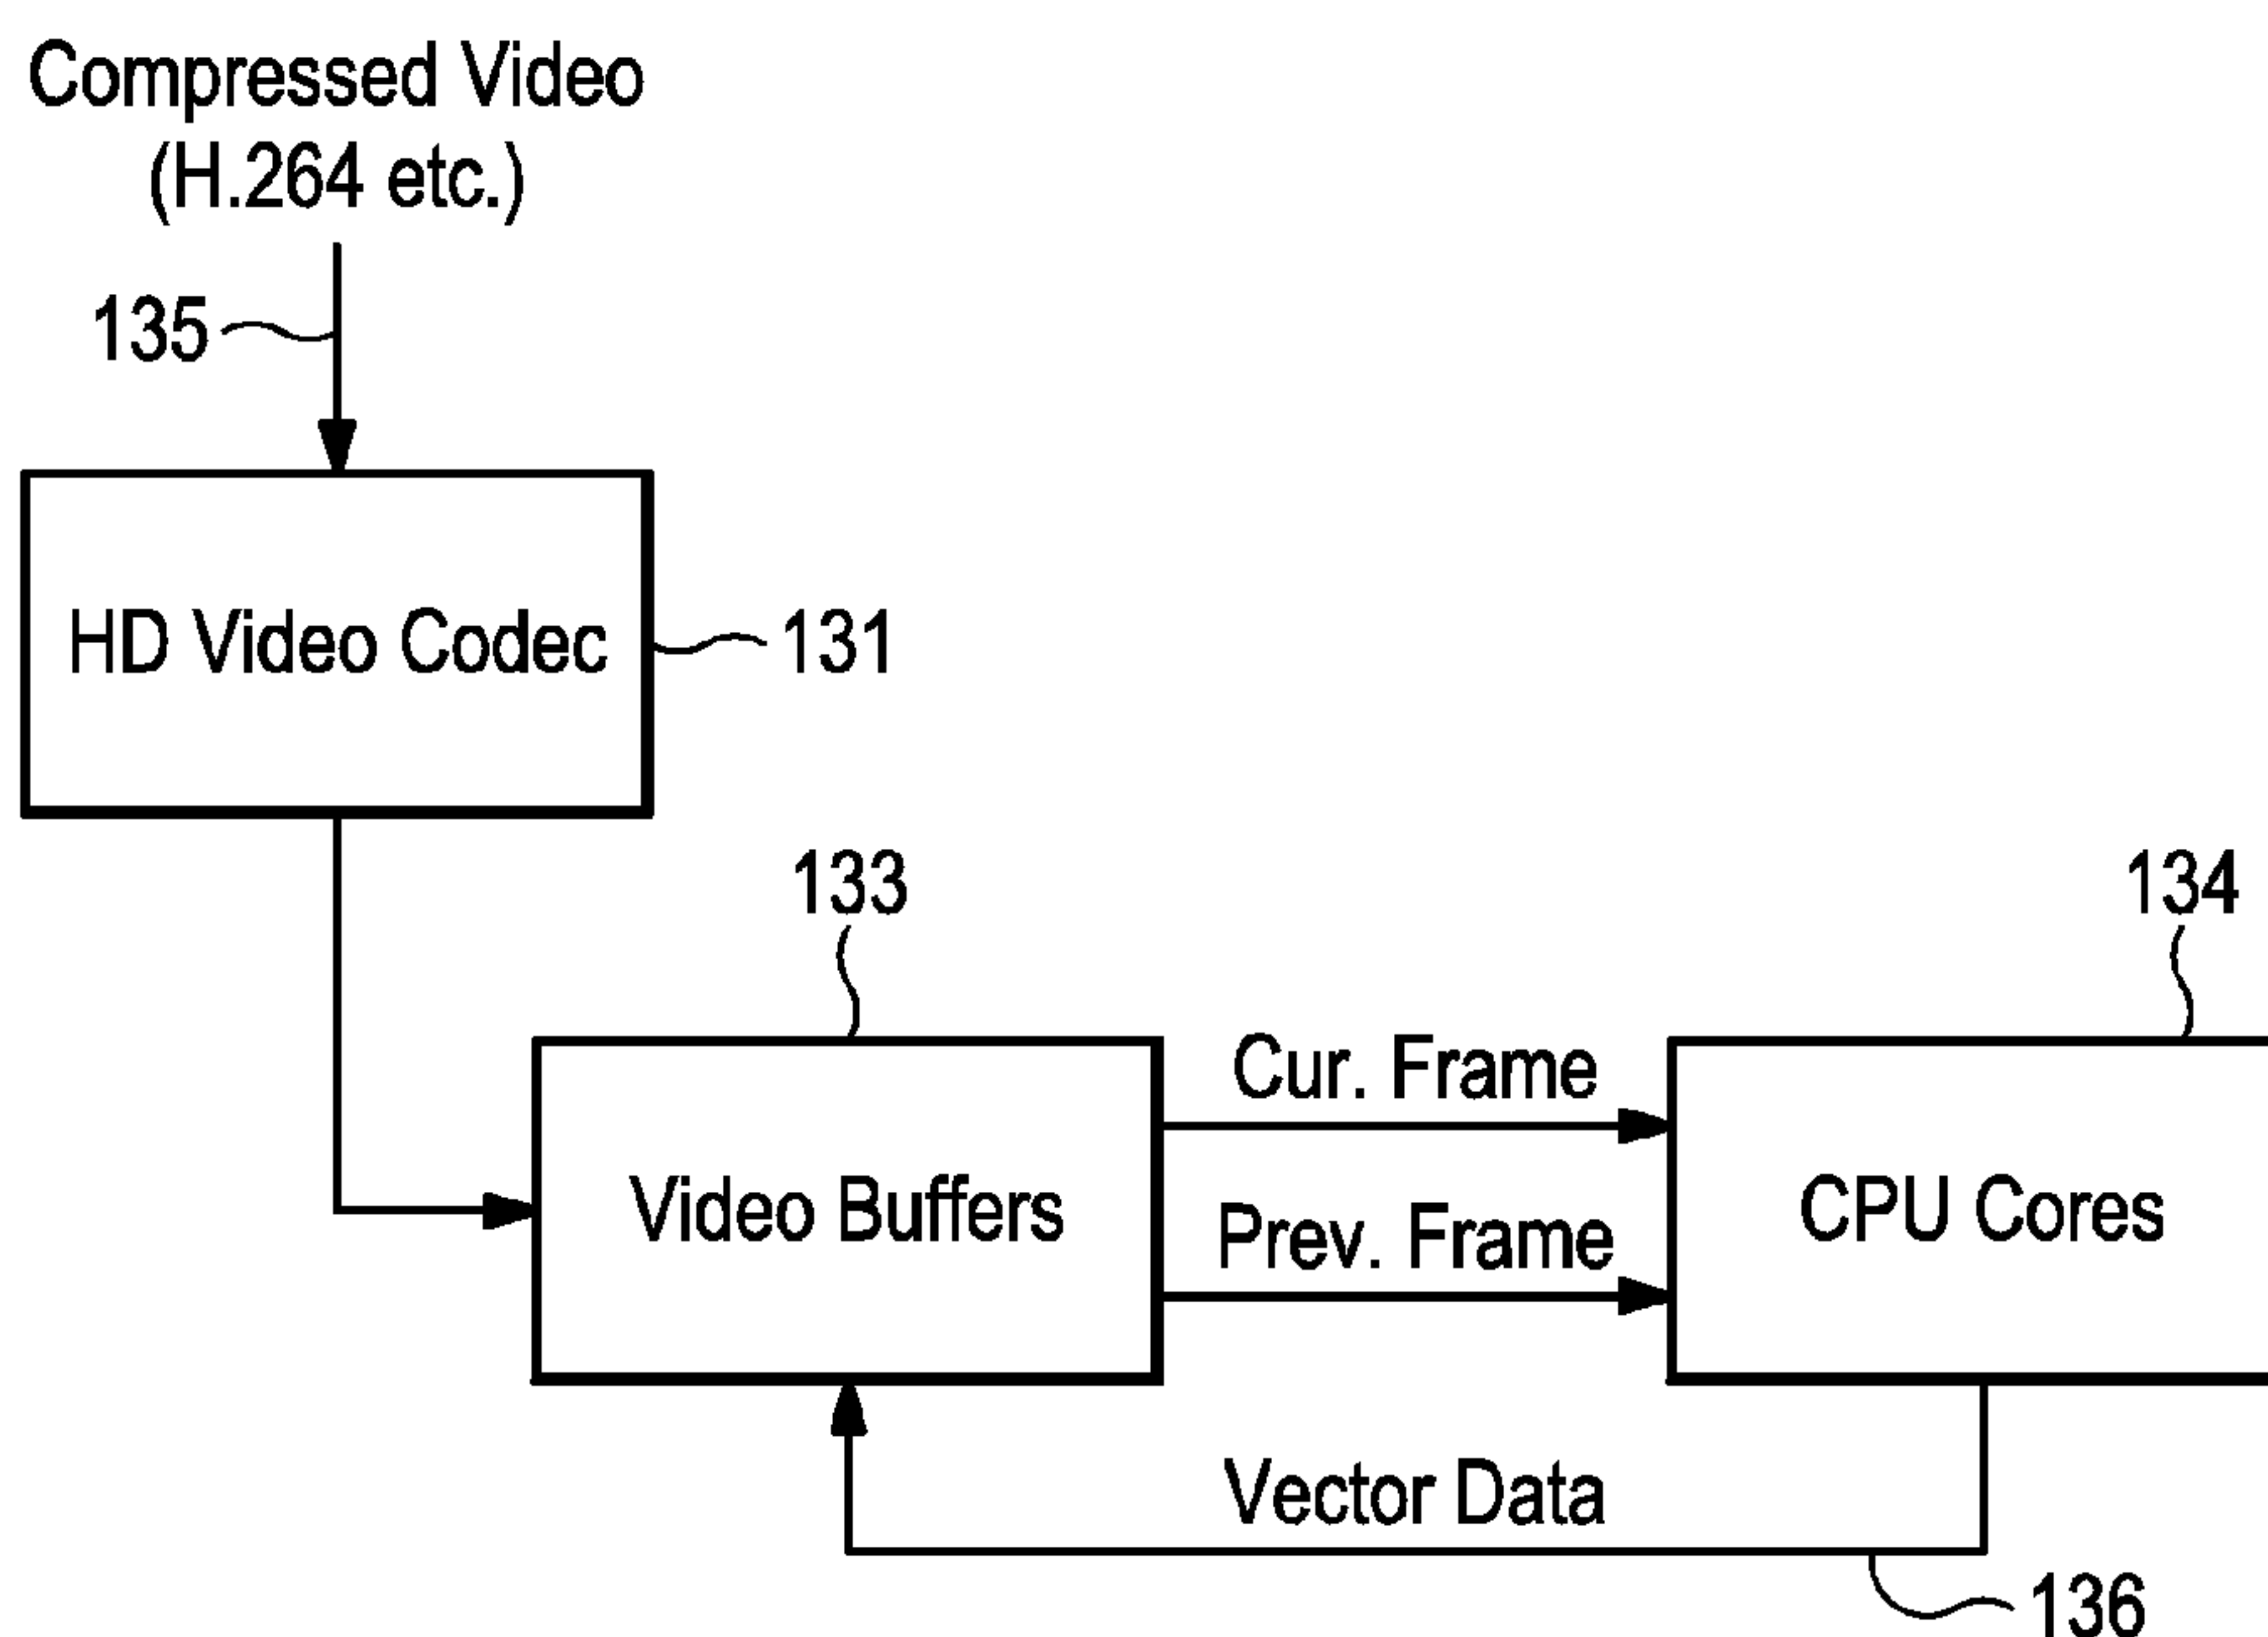 Compressed Video
(H.264 etc.)
135
HD Video Codec
131
133
134
Cur. Frame
Video Buffers
Prev. Frame
CPU Cores
Vector Data
136